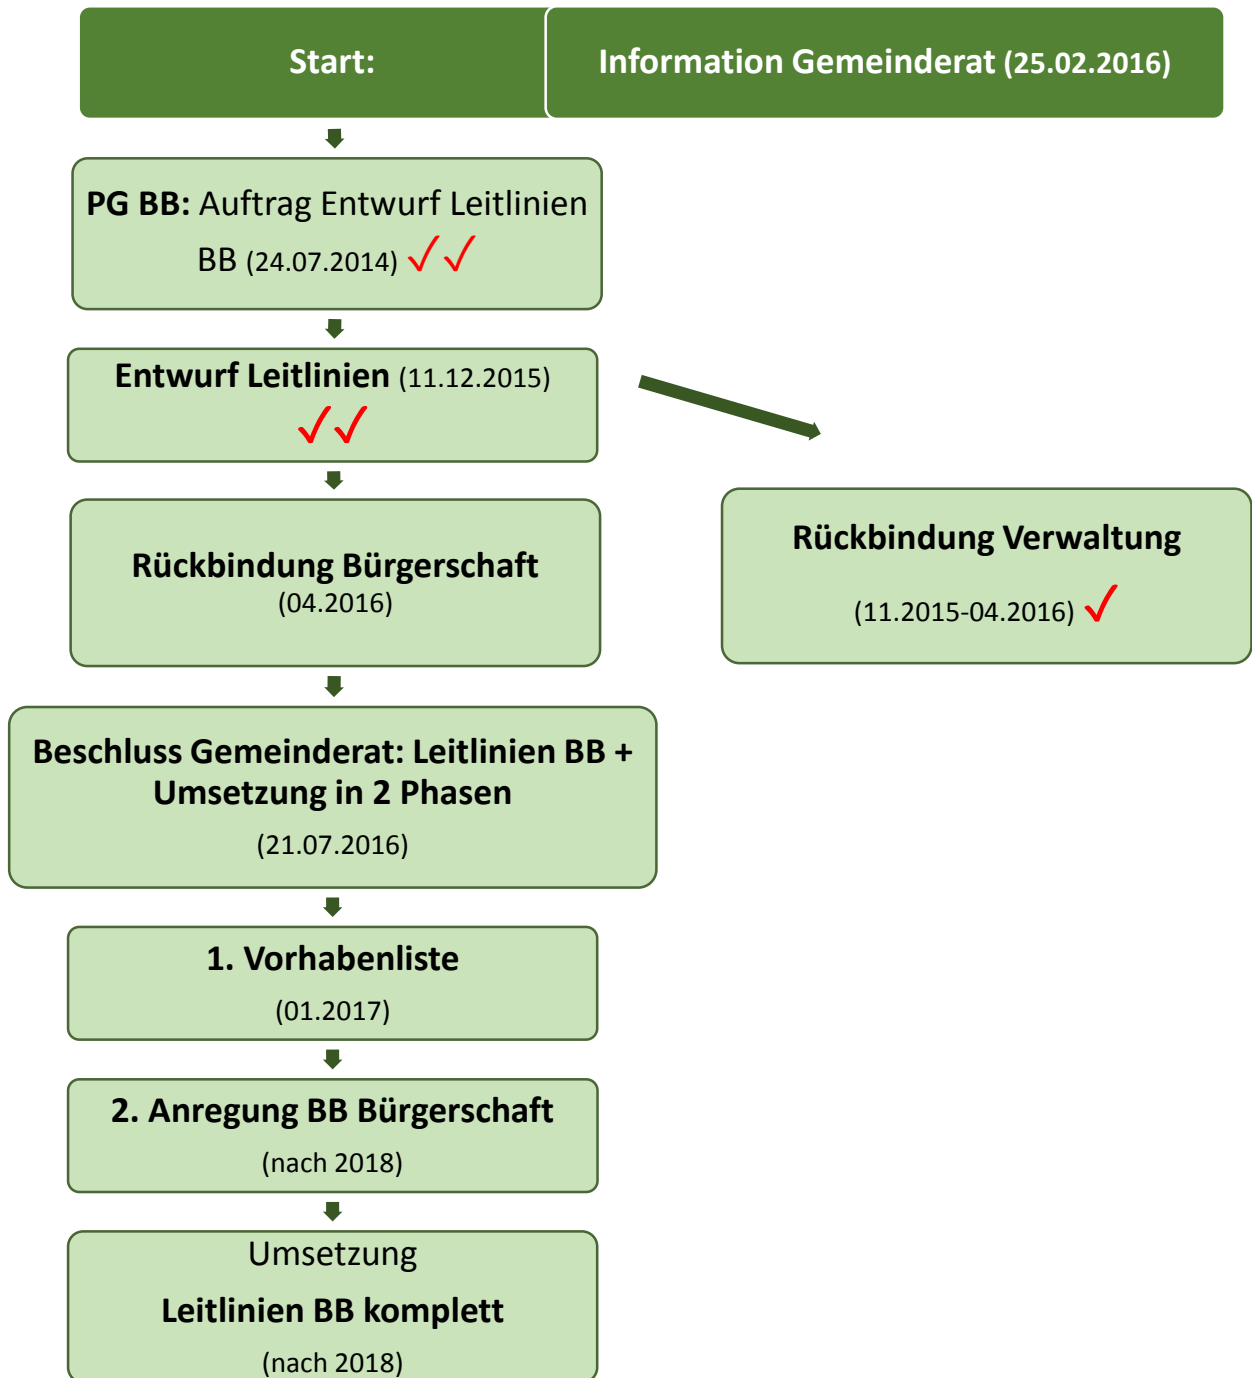 Start:
Information Gemeinderat (25.02.2016)
PG BB: Auftrag Entwurf Leitlinien
BB (24.07.2014) ✓✓
Entwurf Leitlinien (11.12.2015)
✓✓
Rückbindung Bürgerschaft
(04.2016)
Rückbindung Verwaltung
(11.2015-04.2016) ✓
Beschluss Gemeinderat: Leitlinien BB +
Umsetzung in 2 Phasen
(21.07.2016)
1. Vorhabenliste
(01.2017)
2. Anregung BB Bürgerschaft
(nach 2018)
Umsetzung
Leitlinien BB komplett
(nach 2018)